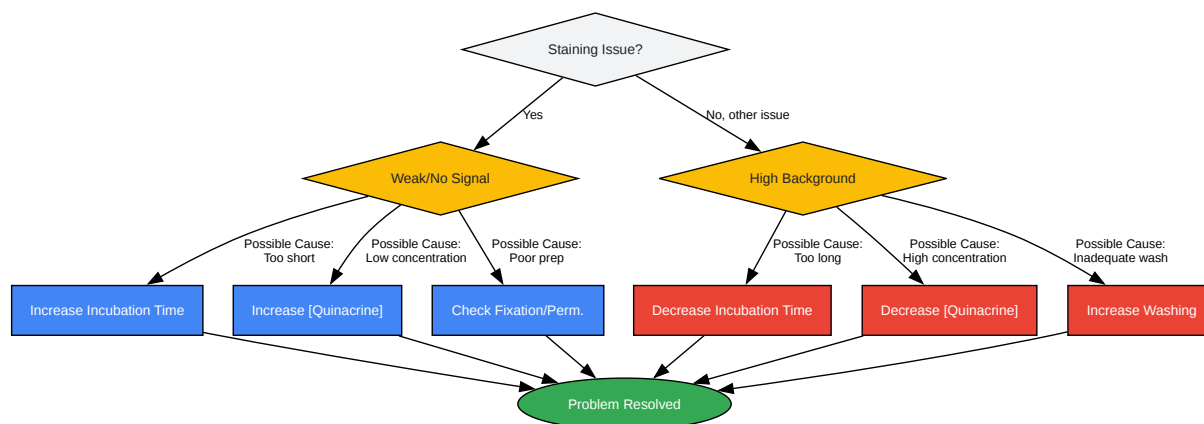 Staining Issue?
Yes
No, other issue
Weak/No Signal
High Background
Possible Cause:
Too short
Possible Cause:
Low concentration
Possible Cause:
Poor prep
Possible Cause:
Too long
Possible Cause:
High concentration
Possible Cause:
Inadequate wash
Increase Incubation Time
Increase [Quinacrine]
Check Fixation/Perm.
Decrease Incubation Time
Decrease [Quinacrine]
Increase Washing
Problem Resolved